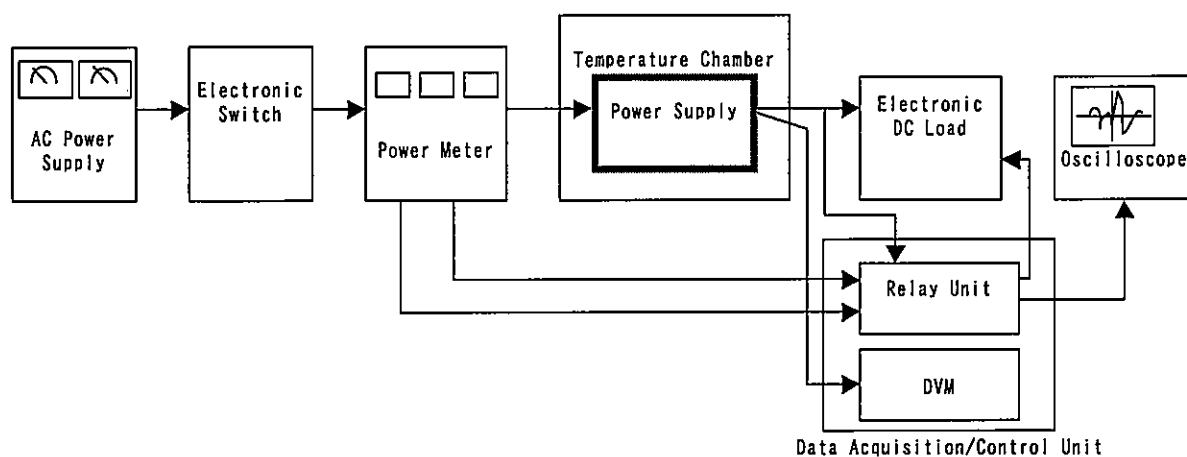 AC Power
Supply
Electronic
Switch
Power Meter
Temperature Chamber
Power Supply
Electronic
DC Load
Oscilloscope
Relay Unit
DVM
Data Acquisition/Control Unit